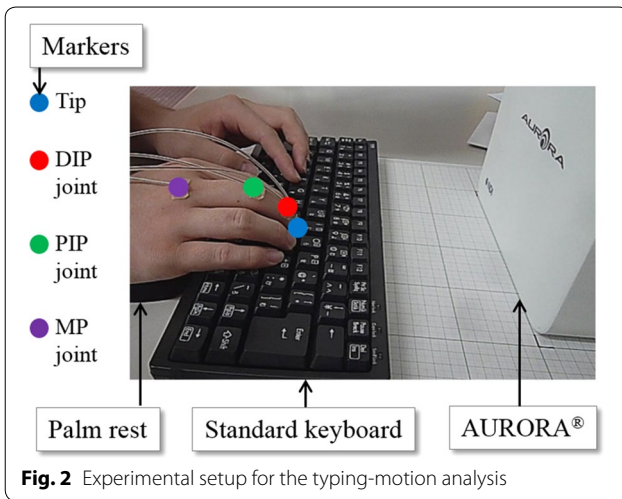 Markers
Tip
DIP
joint
PIP
joint
MP
joint
AURORA
Enter
Palm rest
Standard keyboard
AURORA®
Fig. 2 Experimental setup for the typing-motion analysis